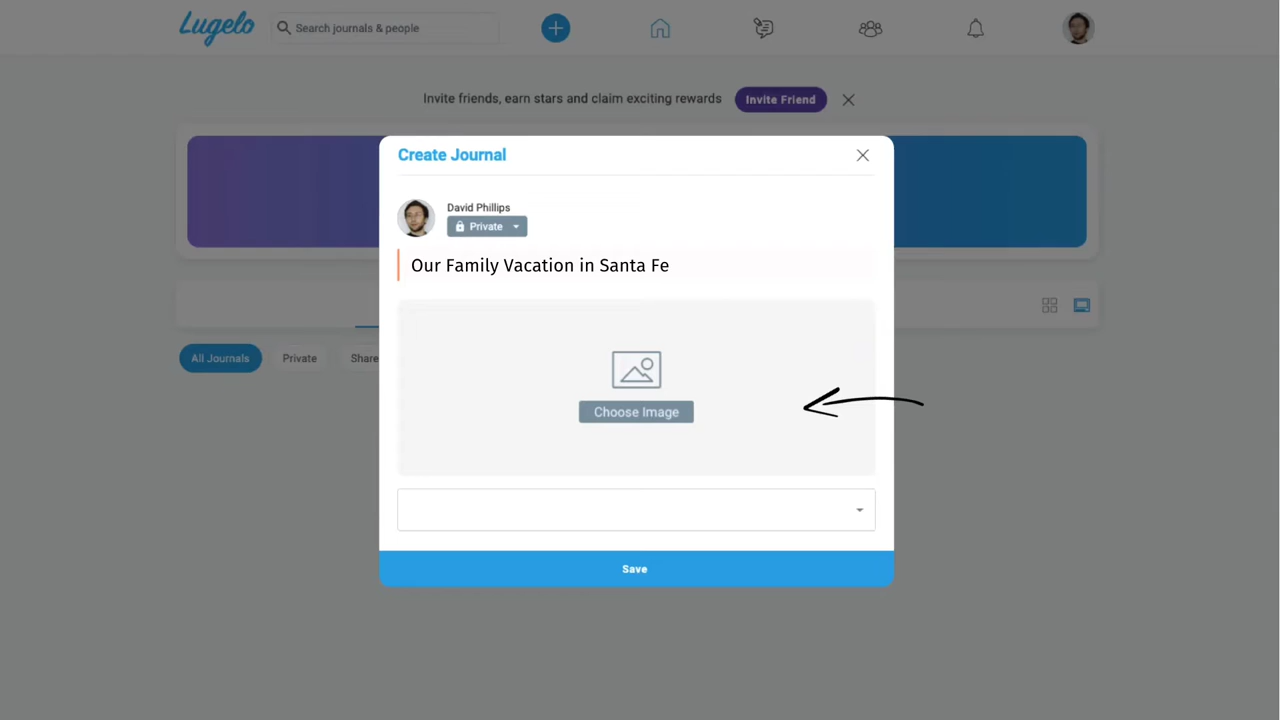 Lugelo
Search journals & people
Invite friends, earn stars and claim exciting rewards
Invite Friend
Create Journal
David Phillips
Private
Our Family Vacation in Santa Fe
All Journals
Private
Share
Choose Image
Save